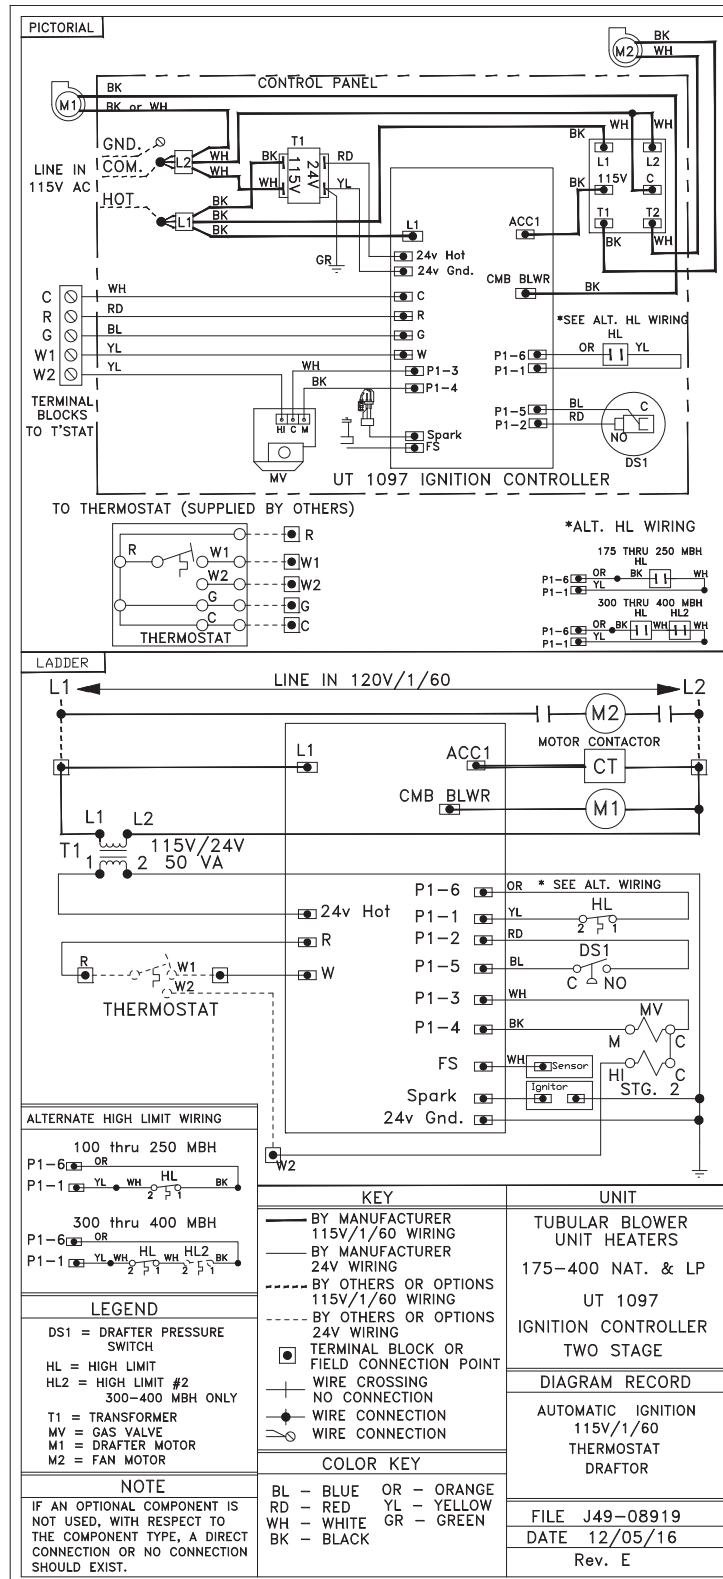 PICTORIAL
M2
BK
WH
CONTROL PANEL
M1
BK
BK or WH
GND.
COM.
LINE IN
115V AC
HOT
L2
WH
WH
L1
BK
BK
BK
BK
WH
T1
115V
24V
RD
YL
GR
BK
WH
WH
L1
L2
115V
C
BK
T1
T2
BK
WH
L1
ACC1
24v Hot
24v Gnd.
CMB BLWR
BK
C
WH
C
R
RD
R
G
BL
G
W1
YL
W
W2
YL
TERMINAL
BLOCKS
TO T'STAT
WH
P1-3
BK
P1-4
HI C M
MV
Spark
FS
*SEE ALT. HL WIRING
HL
P1-6
OR
YL
P1-1
P1-5
BL
C
P1-2
RD
NO
DS1
UT 1097 IGNITION CONTROLLER
TO THERMOSTAT (SUPPLIED BY OTHERS)
R
R
W1
W1
W2
W2
G
G
C
C
THERMOSTAT
*ALT. HL WIRING
175 THRU 250 MBH
HL
P1-6
OR
BK
WH
P1-1
YL
300 THRU 400 MBH
HL
HL2
P1-6
OR
BK
WH
WH
P1-1
YL
LADDER
L1
LINE IN 120V/1/60
L2
M2
MOTOR CONTACTOR
L1
ACC1
CT
CMB BLWR
M1
L1
L2
T1
1
2
115V/24V
50 VA
24v Hot
R
W
R
W1
W2
THERMOSTAT
P1-6
OR
* SEE ALT. WIRING
P1-1
YL
HL
2
1
P1-2
RD
P1-5
BL
DS1
C
NO
P1-3
WH
P1-4
BK
MV
M
C
FS
WH
Sensor
HI
C
STG. 2
Spark
Ignitor
24v Gnd.
W2
ALTERNATE HIGH LIMIT WIRING
100 thru 250 MBH
P1-6
OR
P1-1
YL
WH
HL
2
1
BK
300 thru 400 MBH
P1-6
OR
P1-1
YL
WH
HL
2
1
WH
HL2
2
1
BK
LEGEND
DS1 = DRAFTER PRESSURE
SWITCH
HL = HIGH LIMIT
HL2 = HIGH LIMIT #2
300-400 MBH ONLY
T1 = TRANSFORMER
MV = GAS VALVE
M1 = DRAFTER MOTOR
M2 = FAN MOTOR
NOTE
IF AN OPTIONAL COMPONENT IS
NOT USED, WITH RESPECT TO
THE COMPONENT TYPE, A DIRECT
CONNECTION OR NO CONNECTION
SHOULD EXIST.
KEY
BY MANUFACTURER
115V/1/60 WIRING
BY MANUFACTURER
24V WIRING
BY OTHERS OR OPTIONS
115V/1/60 WIRING
BY OTHERS OR OPTIONS
24V WIRING
TERMINAL BLOCK OR
FIELD CONNECTION POINT
WIRE CROSSING
NO CONNECTION
WIRE CONNECTION
WIRE CONNECTION
COLOR KEY
BL - BLUE OR - ORANGE
RD - RED YL - YELLOW
WH - WHITE GR - GREEN
BK - BLACK
UNIT
TUBULAR BLOWER
UNIT HEATERS
175-400 NAT. & LP
UT 1097
IGNITION CONTROLLER
TWO STAGE
DIAGRAM RECORD
AUTOMATIC IGNITION
115V/1/60
THERMOSTAT
DRAFTOR
FILE J49-08919
DATE 12/05/16
Rev. E